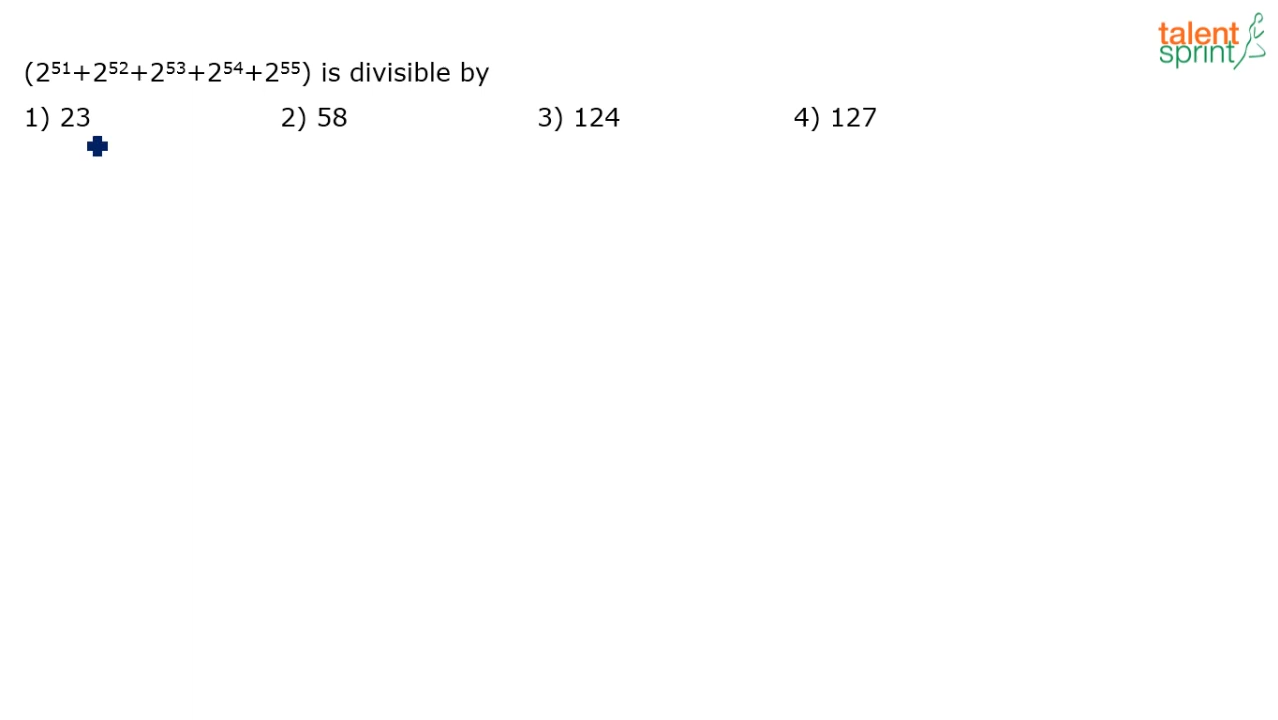 talent
sprint
(2⁵¹+2⁵²+2⁵³+2⁵⁴+2⁵⁵) is divisible by
1) 23 2) 58 3) 124 4) 127